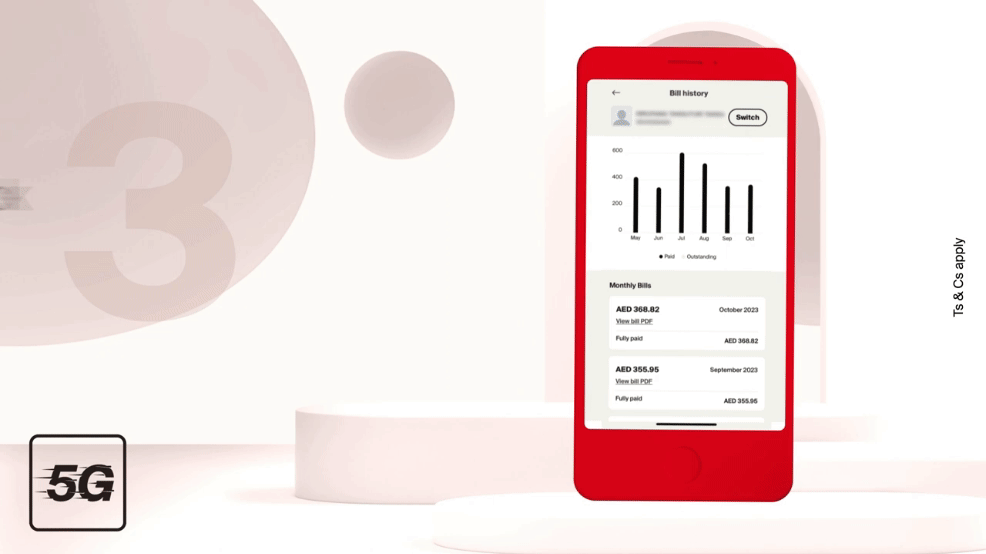 3
Bill history
Switch
600
400
200
0
May Jun Jul Aug Sep Oct
Paid Outstanding
Monthly Bills
AED 368.82 October 2023
View bill PDF
Fully paid AED 368.82
AED 355.95 September 2023
View bill PDF
Fully paid AED 355.95
Ts & Cs apply
5G